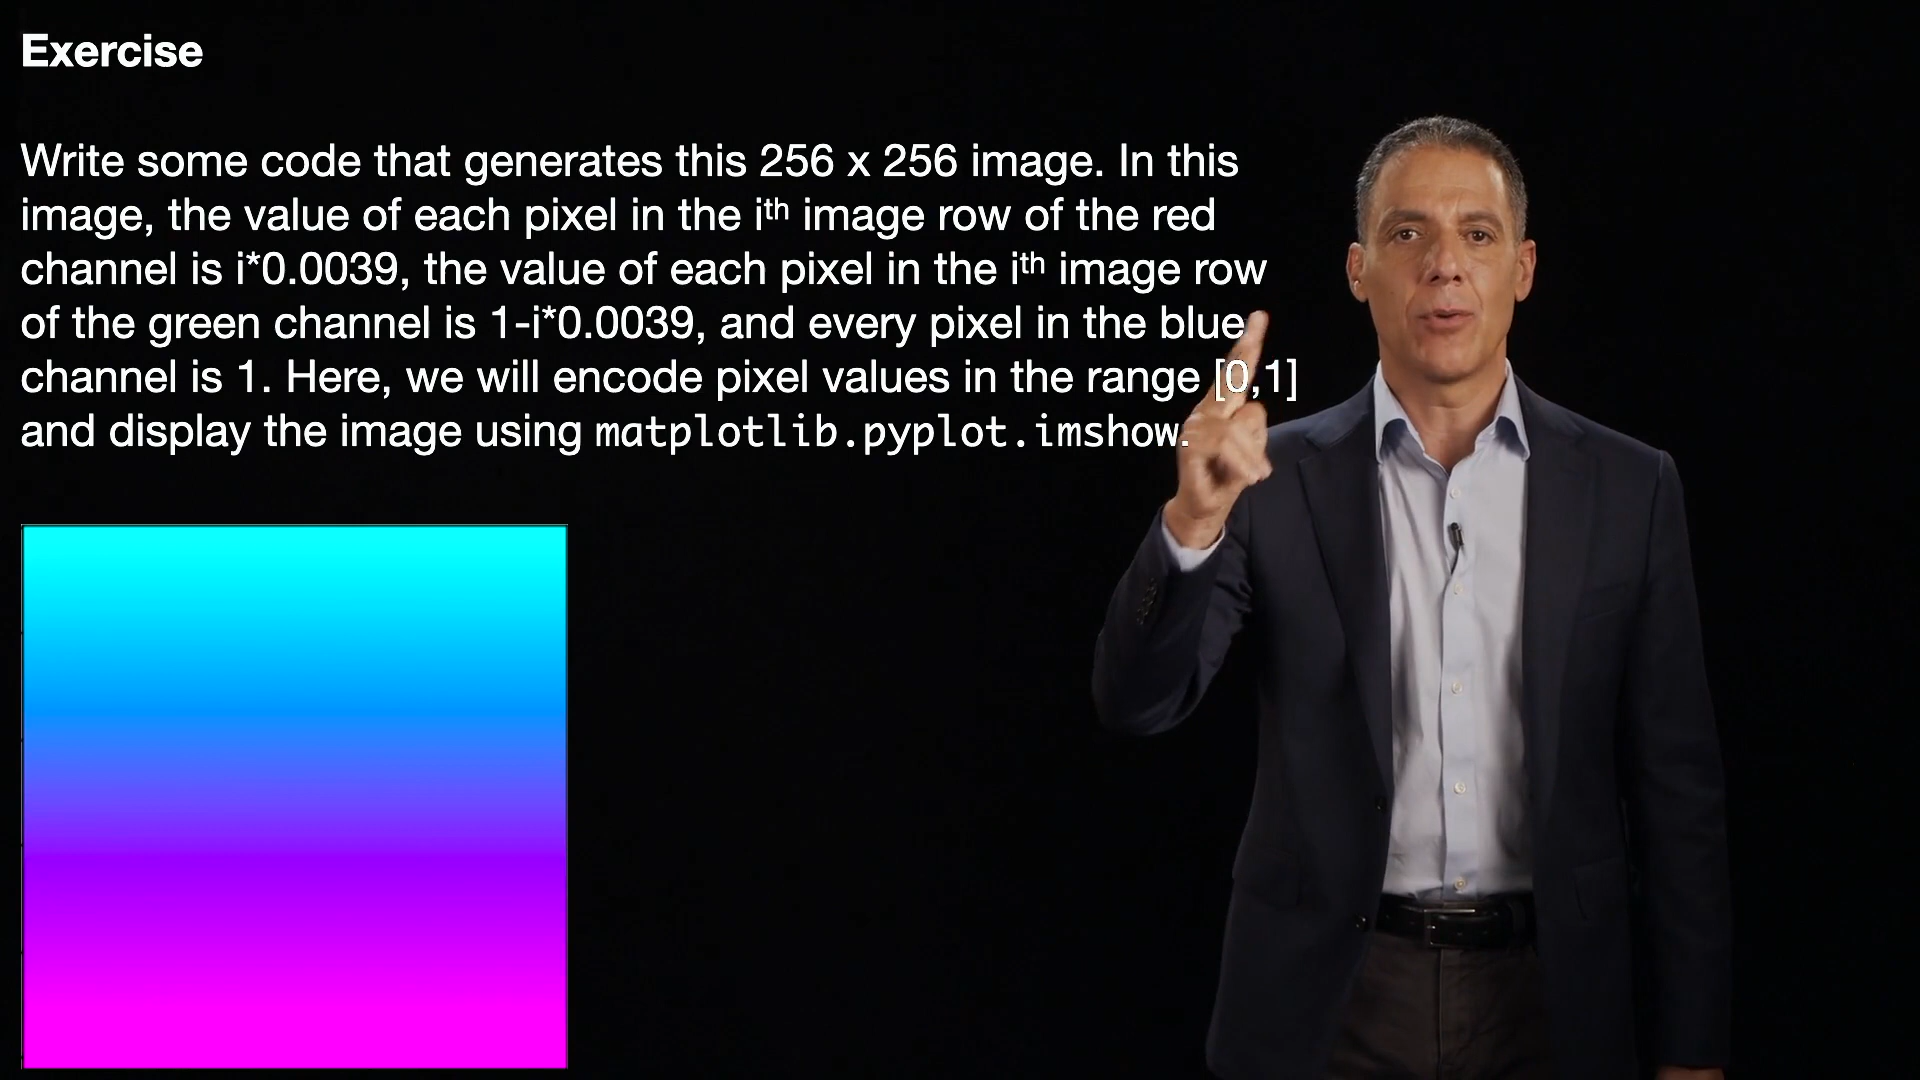 Exercise
Write some code that generates this 256 x 256 image. In this
image, the value of each pixel in the iᵗʰ image row of the red
channel is i*0.0039, the value of each pixel in the iᵗʰ image row
of the green channel is 1-i*0.0039, and every pixel in the blue
channel is 1. Here, we will encode pixel values in the range [0,1]
and display the image using matplotlib.pyplot.imshow.